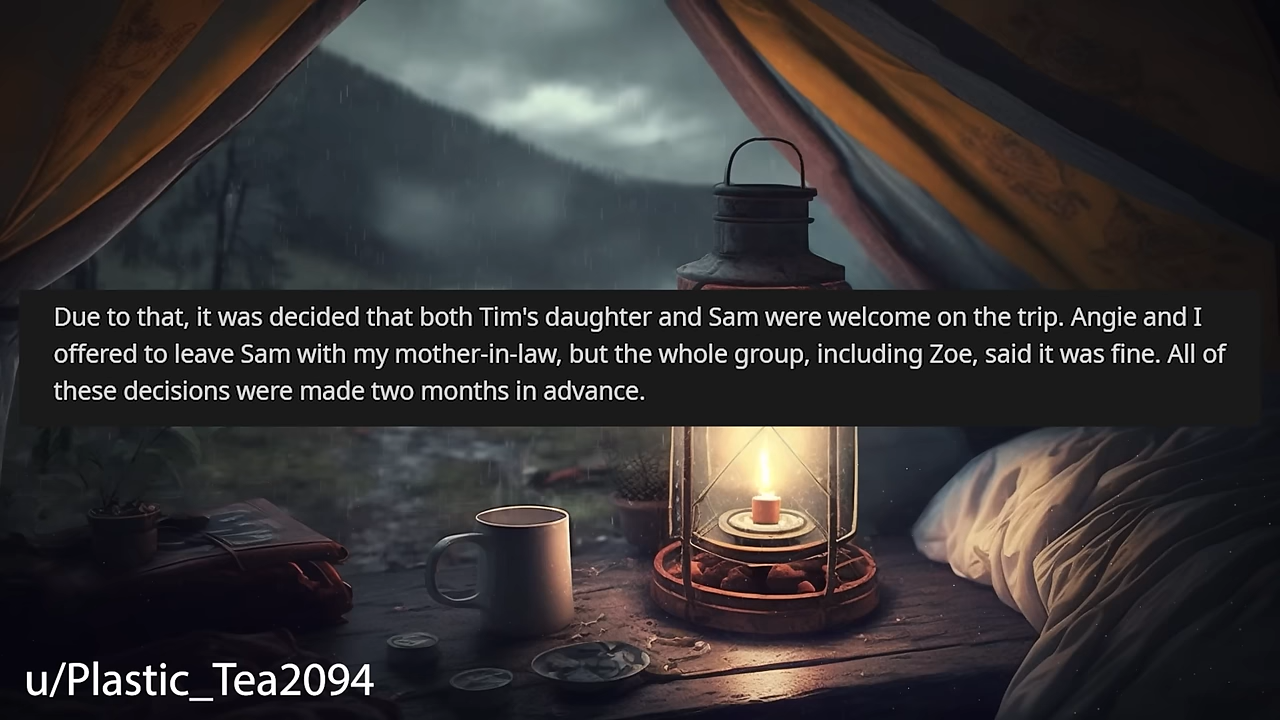 Due to that, it was decided that both Tim's daughter and Sam were welcome on the trip. Angie and I
offered to leave Sam with my mother-in-law, but the whole group, including Zoe, said it was fine. All of
these decisions were made two months in advance.
u/Plastic_Tea2094